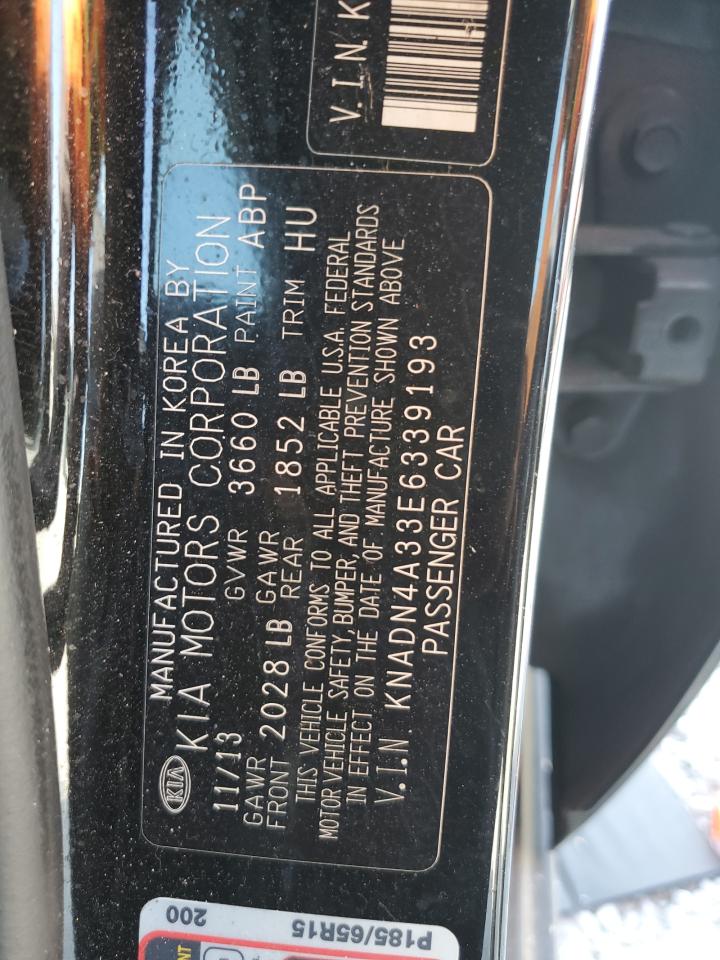 KIA
MANUFACTURED IN KOREA BY
KIA MOTORS CORPORATION
11/13 GVWR 3660 LB PAINT ABP
GAWR FRONT 2028 LB GAWR REAR 1852 LB TRIM HU
THIS VEHICLE CONFORMS TO ALL APPLICABLE U.S.A. FEDERAL
MOTOR VEHICLE SAFETY, BUMPER, AND THEFT PREVENTION STANDARDS
IN EFFECT ON THE DATE OF MANUFACTURE SHOWN ABOVE
V.I.N. KNADN4A33E6339193
PASSENGER CAR
V.I.N. K
P185/65R15
200